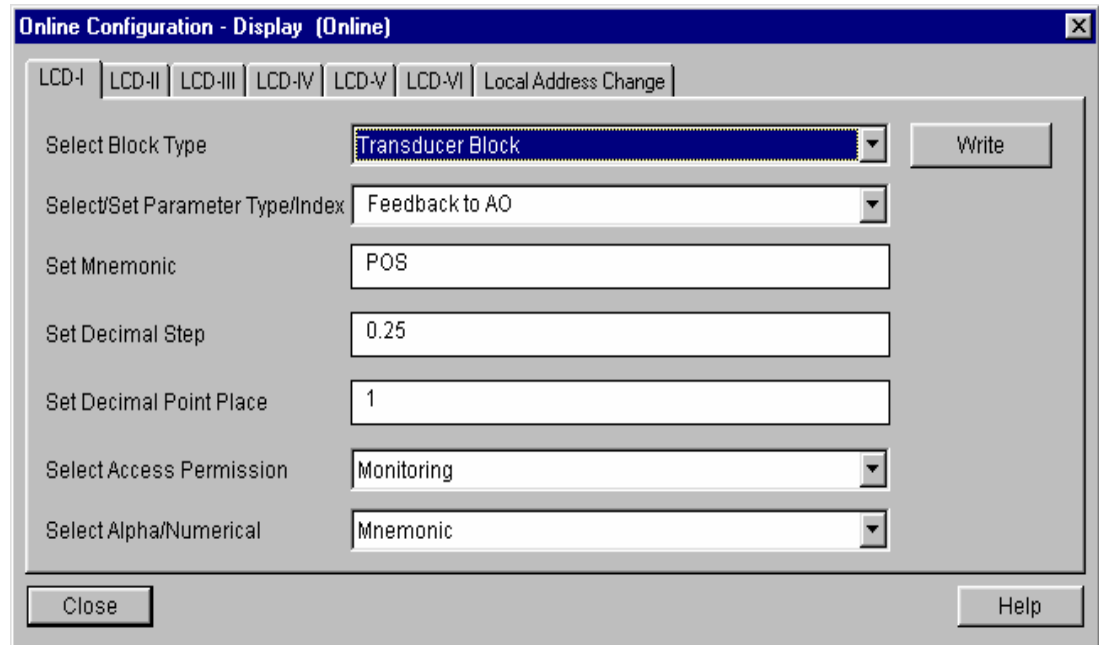 Online Configuration - Display (Online)
LCD-I LCD-II LCD-III LCD-IV LCD-V LCD-VI Local Address Change
Select Block Type Transducer Block Write
Select/Set Parameter Type/Index Feedback to AO
Set Mnemonic POS
Set Decimal Step 0.25
Set Decimal Point Place 1
Select Access Permission Monitoring
Select Alpha/Numerical Mnemonic
Close Help